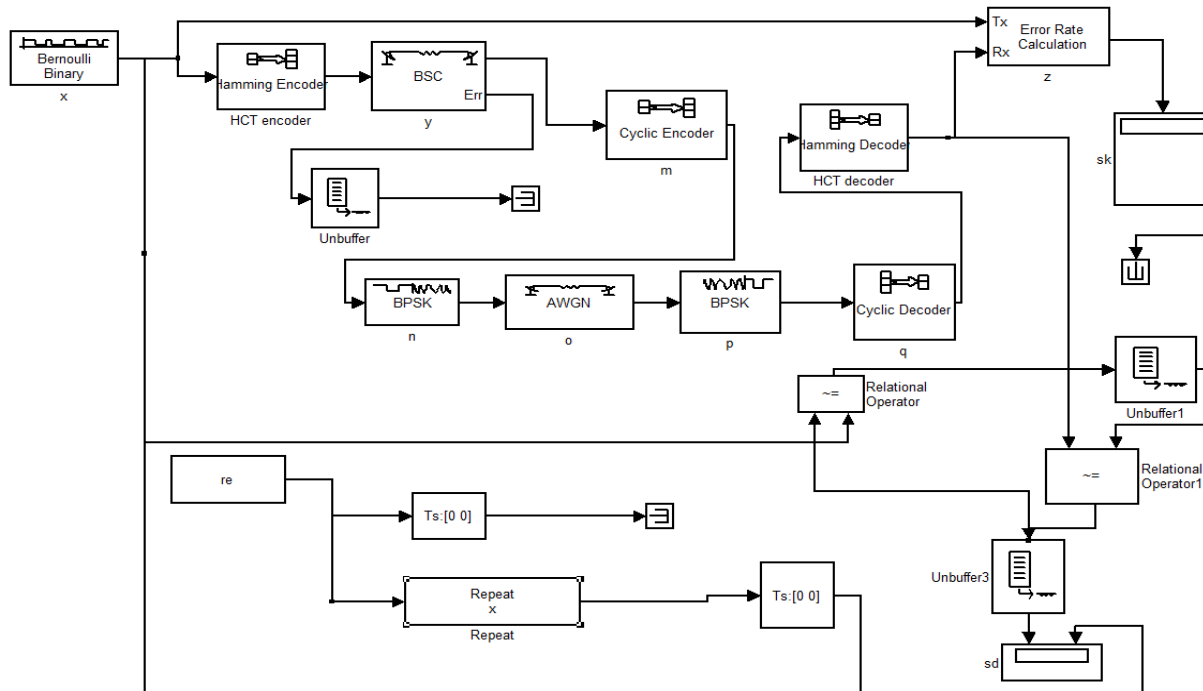 Bernoulli
Binary
x
Hamming Encoder
HCT encoder
BSC
Err
y
Cyclic Encoder
m
Tx
Rx
Error Rate
Calculation
z
Hamming Decoder
HCT decoder
sk
Unbuffer
BPSK
n
AWGN
o
BPSK
p
Cyclic Decoder
q
~=
Relational
Operator
Unbuffer1
~=
Relational
Operator1
re
Ts:[0 0]
Repeat
x
Repeat
Ts:[0 0]
Unbuffer3
sd